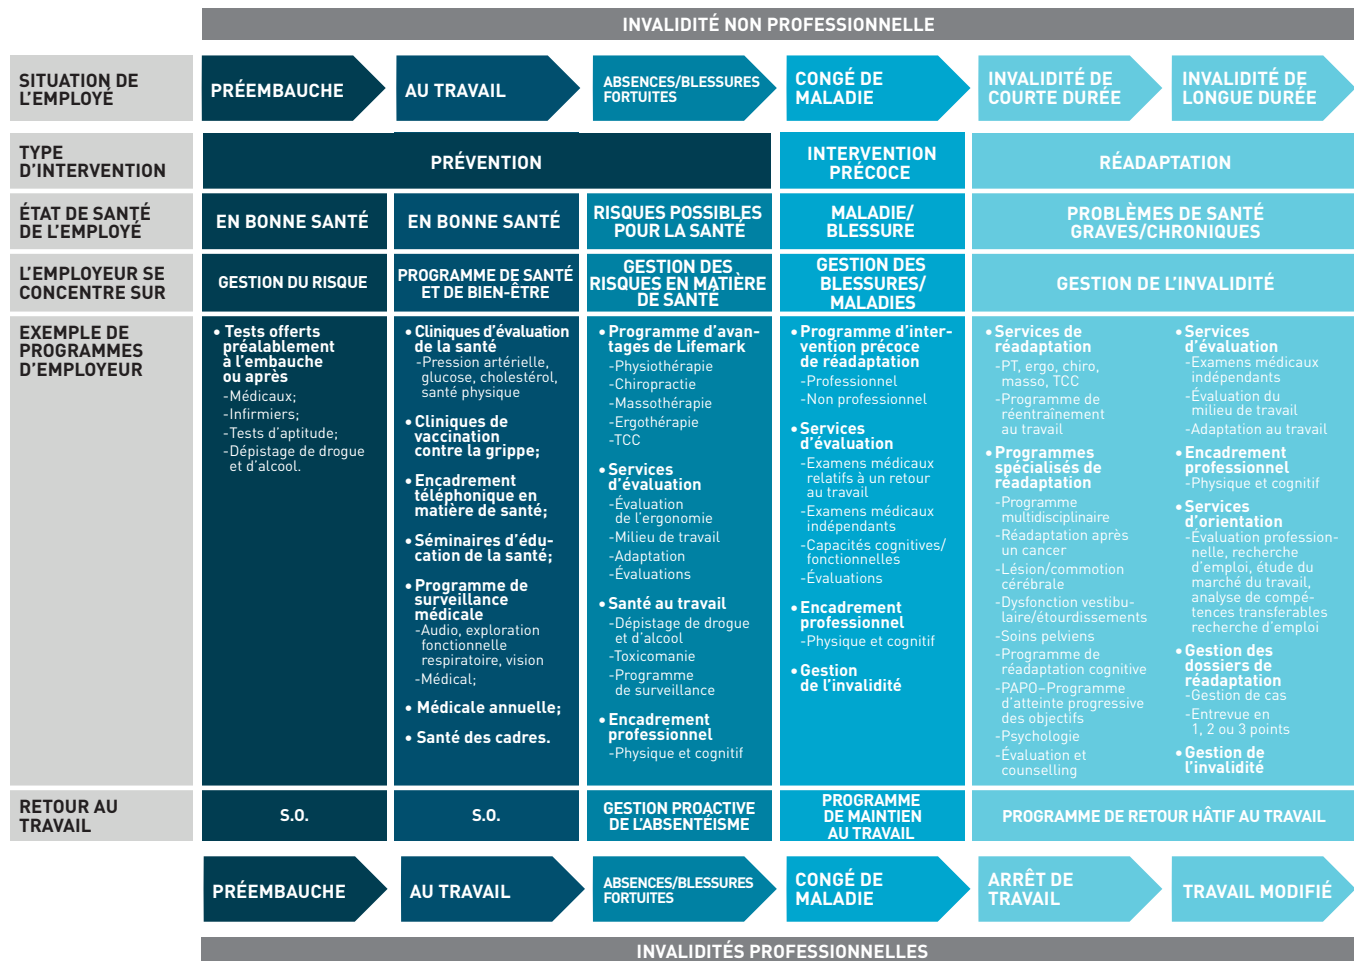 INVALIDITÉ NON PROFESSIONNELLE
SITUATION DE
L'EMPLOYÉ
PRÉEMBAUCHE
AU TRAVAIL
ABSENCES/BLESSURES
FORTUITES
CONGÉ DE
MALADIE
INVALIDITÉ DE
COURTE DURÉE
INVALIDITÉ DE
LONGUE DURÉE
TYPE
D'INTERVENTION
PRÉVENTION
INTERVENTION
PRÉCOCE
RÉADAPTATION
ÉTAT DE SANTÉ
DE L'EMPLOYÉ
EN BONNE SANTÉ
EN BONNE SANTÉ
RISQUES POSSIBLES
POUR LA SANTÉ
MALADIE/
BLESSURE
PROBLÈMES DE SANTÉ
GRAVES/CHRONIQUES
L'EMPLOYEUR SE
CONCENTRE SUR
GESTION DU RISQUE
PROGRAMME DE SANTÉ
ET DE BIEN-ÊTRE
GESTION DES
RISQUES EN MATIÈRE
DE SANTÉ
GESTION DES
BLESSURES/
MALADIES
GESTION DE L'INVALIDITÉ
EXEMPLE DE
PROGRAMMES
D'EMPLOYEUR
• Tests offerts
préalablement
à l'embauche
ou après
-Médicaux;
-Infirmiers;
-Tests d'aptitude;
-Dépistage de drogue
et d'alcool.
• Cliniques d'évaluation
de la santé
-Pression artérielle,
glucose, cholestérol,
santé physique
• Cliniques de
vaccination
contre la grippe;
• Encadrement
téléphonique en
matière de santé;
• Séminaires d'édu-
cation de la santé;
• Programme de
surveillance
médicale
-Audio, exploration
fonctionnelle
respiratoire, vision
-Médical;
• Médicale annuelle;
• Santé des cadres.
• Programme d'avan-
tages de Lifemark
-Physiothérapie
-Chiropractie
-Massothérapie
-Ergothérapie
-TCC
• Services
d'évaluation
-Évaluation
de l'ergonomie
-Milieu de travail
-Adaptation
-Évaluations
• Santé au travail
-Dépistage de drogue
et d'alcool
-Toxicomanie
-Programme
de surveillance
• Encadrement
professionnel
-Physique et cognitif
• Programme d'inter-
vention précoce
de réadaptation
-Professionnel
-Non professionnel
• Services
d'évaluation
-Examens médicaux
relatifs à un retour
au travail
-Examens médicaux
indépendants
-Capacités cognitives/
fonctionnelles
-Évaluations
• Encadrement
professionnel
-Physique et cognitif
• Gestion
de l'invalidité
• Services de
réadaptation
-PT, ergo, chiro,
masso, TCC
-Programme de
réentraînement
au travail
• Programmes
spécialisés de
réadaptation
-Programme
multidisciplinaire
-Réadaptation après
un cancer
-Lésion/commotion
cérébrale
-Dysfonction vestibu-
laire/étourdissements
-Soins pelviens
-Programme de
réadaptation cognitive
-PAPO–Programme
d'atteinte progressive
des objectifs
-Psychologie
-Évaluation et
counselling
• Services
d'évaluation
-Examens médicaux
indépendants
-Évaluation du
milieu de travail
-Adaptation au travail
• Encadrement
professionnel
-Physique et cognitif
• Services
d'orientation
-Évaluation profession-
nelle, recherche
d'emploi, étude du
marché du travail,
analyse de compé-
tences transferables
recherche d'emploi
• Gestion des
dossiers de
réadaptation
-Gestion de cas
-Entrevue en
1, 2 ou 3 points
• Gestion de
l'invalidité
RETOUR AU
TRAVAIL
S.O.
S.O.
GESTION PROACTIVE
DE L'ABSENTÉISME
PROGRAMME
DE MAINTIEN
AU TRAVAIL
PROGRAMME DE RETOUR HÂTIF AU TRAVAIL
PRÉEMBAUCHE
AU TRAVAIL
ABSENCES/BLESSURES
FORTUITES
CONGÉ DE
MALADIE
ARRÊT DE
TRAVAIL
TRAVAIL MODIFIÉ
INVALIDITÉS PROFESSIONNELLES